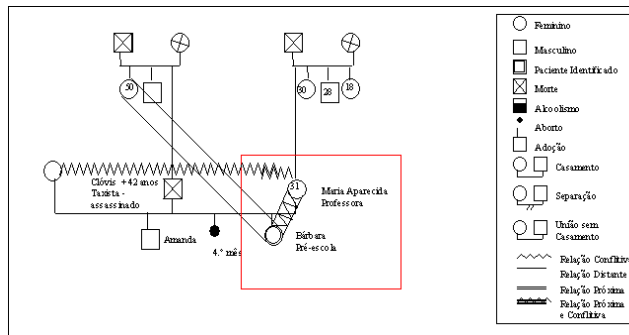 50
30
28
18
31
Clóvis +42 anos
Taxista -
assassinado
Maria Aparecida
Professora
Amanda
4.º mês
Bárbara
Pré-escola
Feminino
Masculino
Paciente Identificado
Morte
Alcoolismo
Aborto
Adoção
Casamento
Separação
União sem
Casamento
Relação Conflitiva
Relação Distante
Relação Próxima
Relação Próxima
e Conflitiva